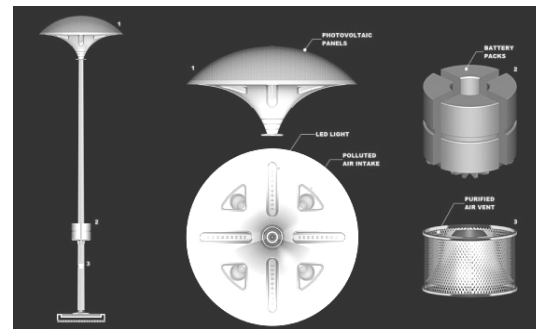 1
PHOTOVOLTAIC
PANELS
1
BATTERY
PACKS
2
LED LIGHT
POLLUTED
AIR INTAKE
2
PURIFIED
AIR VENT
3
3